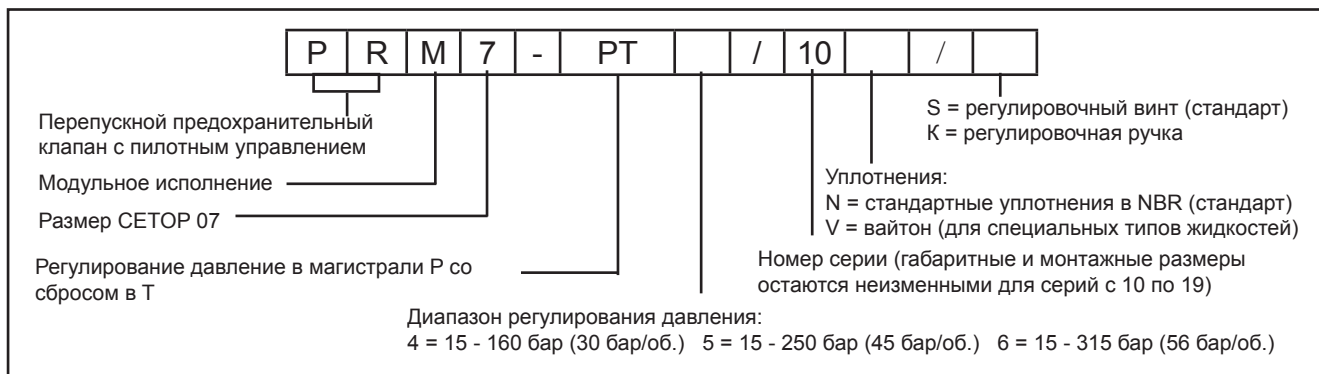 P R M 7 - PT / 10 /
S = регулировочный винт (стандарт)
К = регулировочная ручка
Перепускной предохранительный
клапан с пилотным управлением
Модульное исполнение
Размер CETOP 07
Уплотнения:
N = стандартные уплотнения в NBR (стандарт)
V = вайтон (для специальных типов жидкостей)
Регулирование давление в магистрали P со
сбросом в T
Номер серии (габаритные и монтажные размеры
остаются неизменными для серий с 10 по 19)
Диапазон регулирования давления:
4 = 15 - 160 бар (30 бар/об.) 5 = 15 - 250 бар (45 бар/об.) 6 = 15 - 315 бар (56 бар/об.)